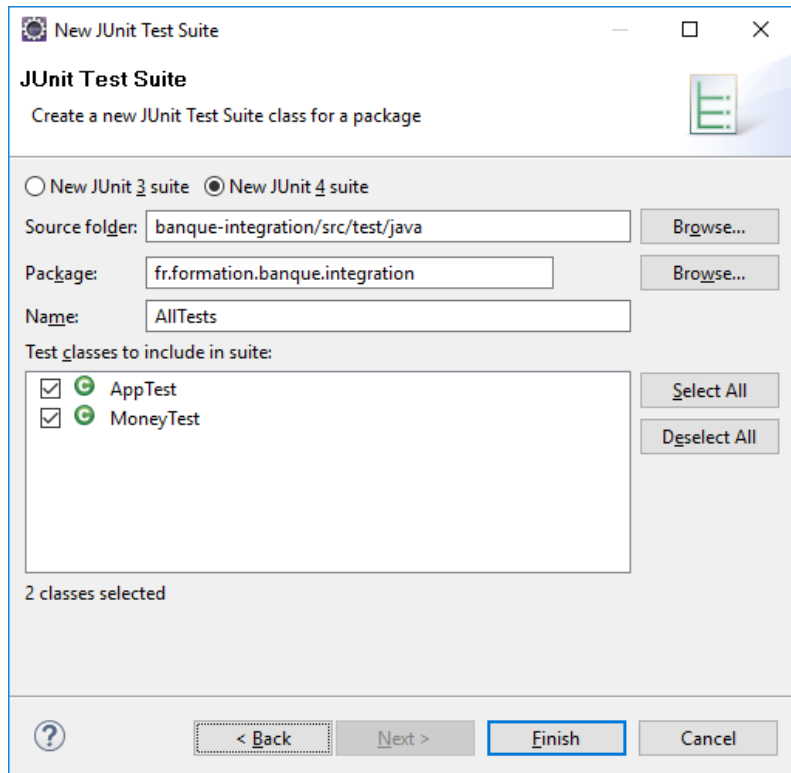 New JUnit Test Suite
JUnit Test Suite
Create a new JUnit Test Suite class for a package
New JUnit 3 suite New JUnit 4 suite
Source folder: banque-integration/src/test/java Browse...
Package: fr.formation.banque.integration Browse...
Name: AllTests
Test classes to include in suite:
AppTest Select All
MoneyTest
Deselect All
2 classes selected
? < Back Next > Finish Cancel